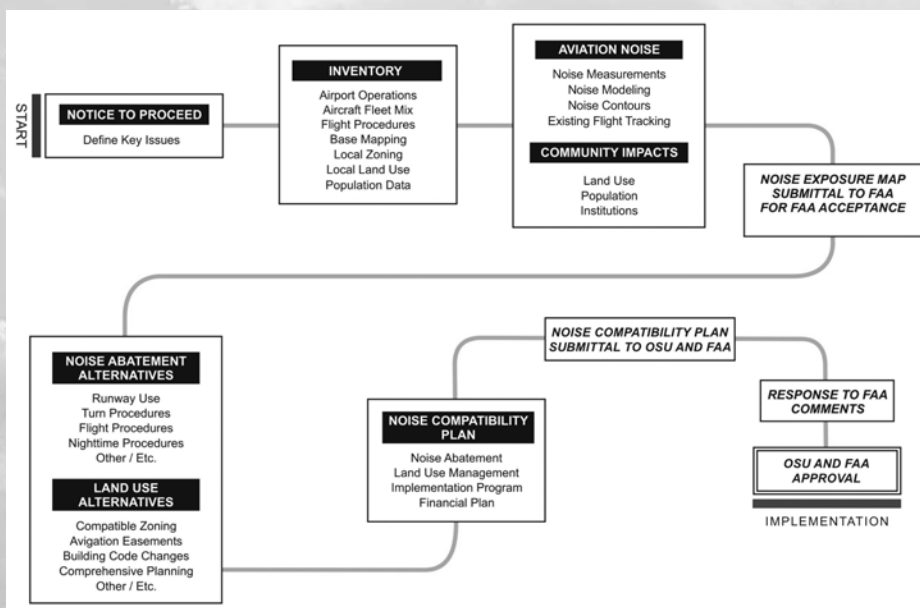 START
NOTICE TO PROCEED
Define Key Issues
INVENTORY
Airport Operations
Aircraft Fleet Mix
Flight Procedures
Base Mapping
Local Zoning
Local Land Use
Population Data
AVIATION NOISE
Noise Measurements
Noise Modeling
Noise Contours
Existing Flight Tracking
COMMUNITY IMPACTS
Land Use
Population
Institutions
NOISE EXPOSURE MAP
SUBMITTAL TO FAA
FOR FAA ACCEPTANCE
NOISE ABATEMENT
ALTERNATIVES
Runway Use
Turn Procedures
Flight Procedures
Nighttime Procedures
Other / Etc.
LAND USE
ALTERNATIVES
Compatible Zoning
Avigation Easements
Building Code Changes
Comprehensive Planning
Other / Etc.
NOISE COMPATIBILITY
PLAN
Noise Abatement
Land Use Management
Implementation Program
Financial Plan
NOISE COMPATIBILITY PLAN
SUBMITTAL TO OSU AND FAA
RESPONSE TO FAA
COMMENTS
OSU AND FAA
APPROVAL
IMPLEMENTATION